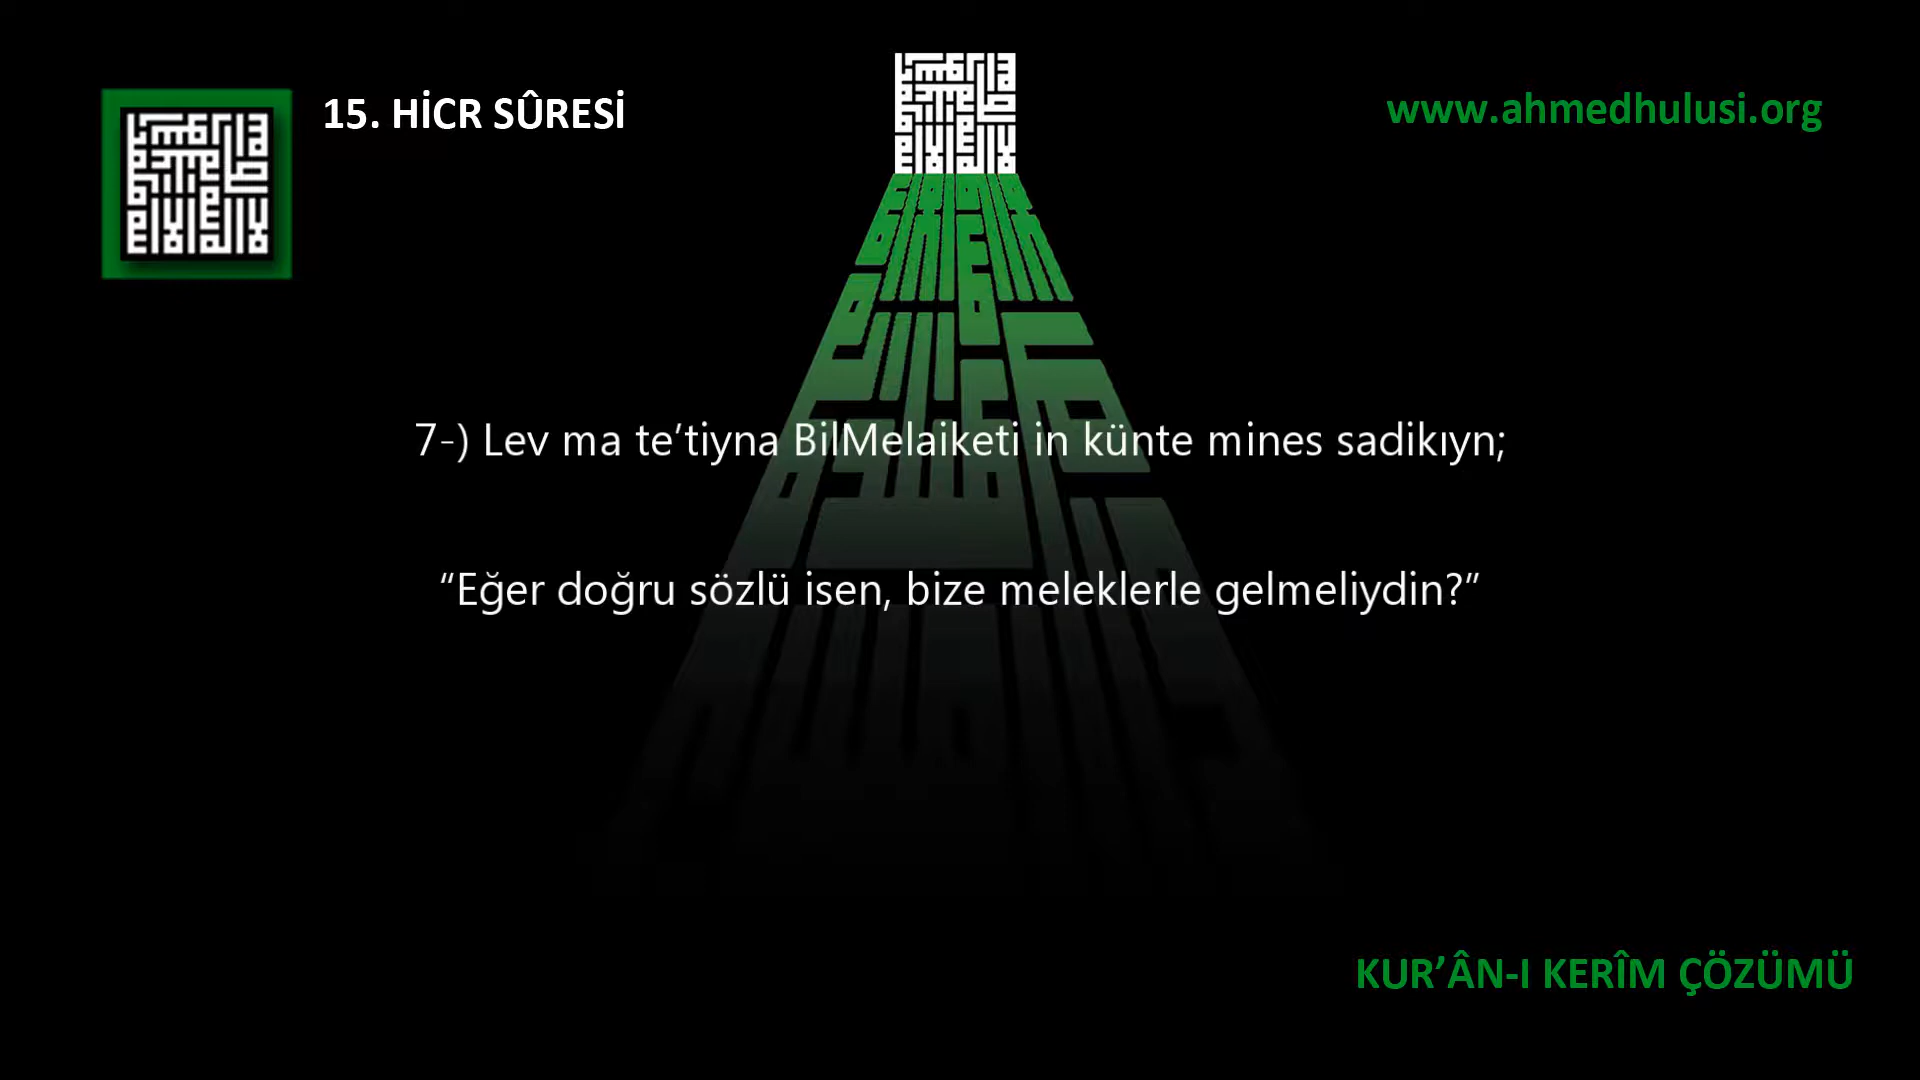 15. HİCR SÛRESİ
www.ahmedhulusi.org
7-) Lev ma te’tiyna BilMelaiketi in künte mines sadikıyn;
“Eğer doğru sözlü isen, bize meleklerle gelmeliydin?”
KUR’ÂN-I KERÎM ÇÖZÜMÜ